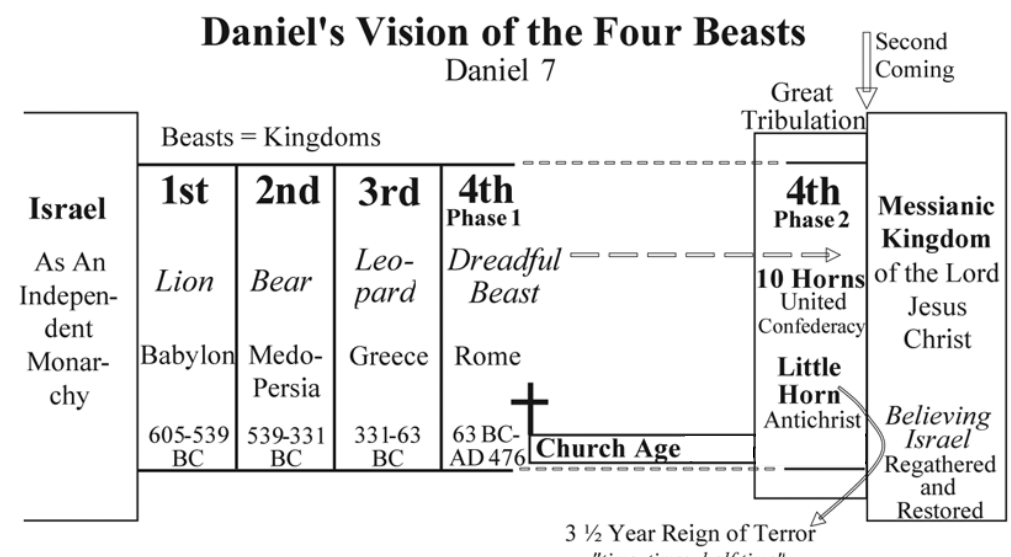 Daniel's Vision of the Four Beasts
Daniel 7
Second
Coming
Great
Tribulation
Beasts = Kingdoms
Israel
As An
Indepen-
dent
Monar-
chy
1st
Lion
Babylon
605-539
BC
2nd
Bear
Medo-
Persia
539-331
BC
3rd
Leo-
pard
Greece
331-63
BC
4th
Phase 1
Dreadful
Beast
Rome
63 BC-
AD 476
Church Age
4th
Phase 2
10 Horns
United
Confederacy
Little
Horn
Antichrist
Messianic
Kingdom
of the Lord
Jesus
Christ
Believing
Israel
Regathered
and
Restored
3 ½ Year Reign of Terror